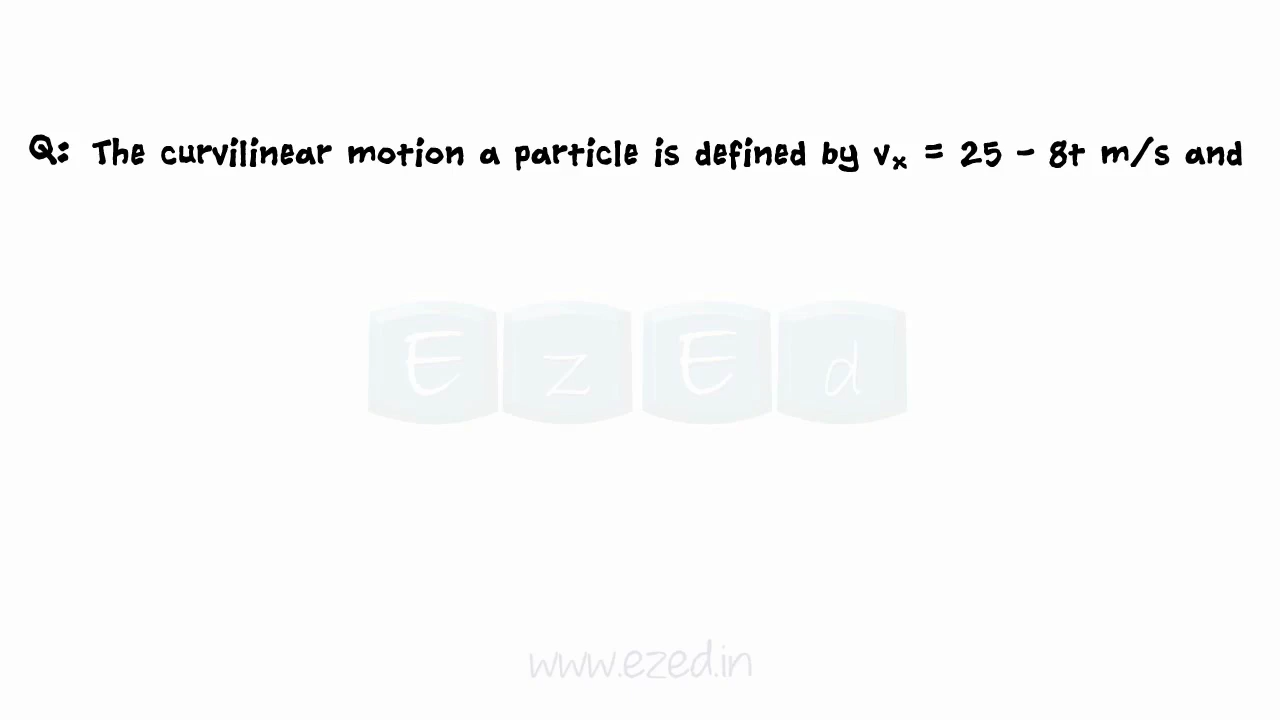 Q: The curvilinear motion a particle is defined by vₓ = 25 - 8t m/s and
EzEd
www.ezed.in